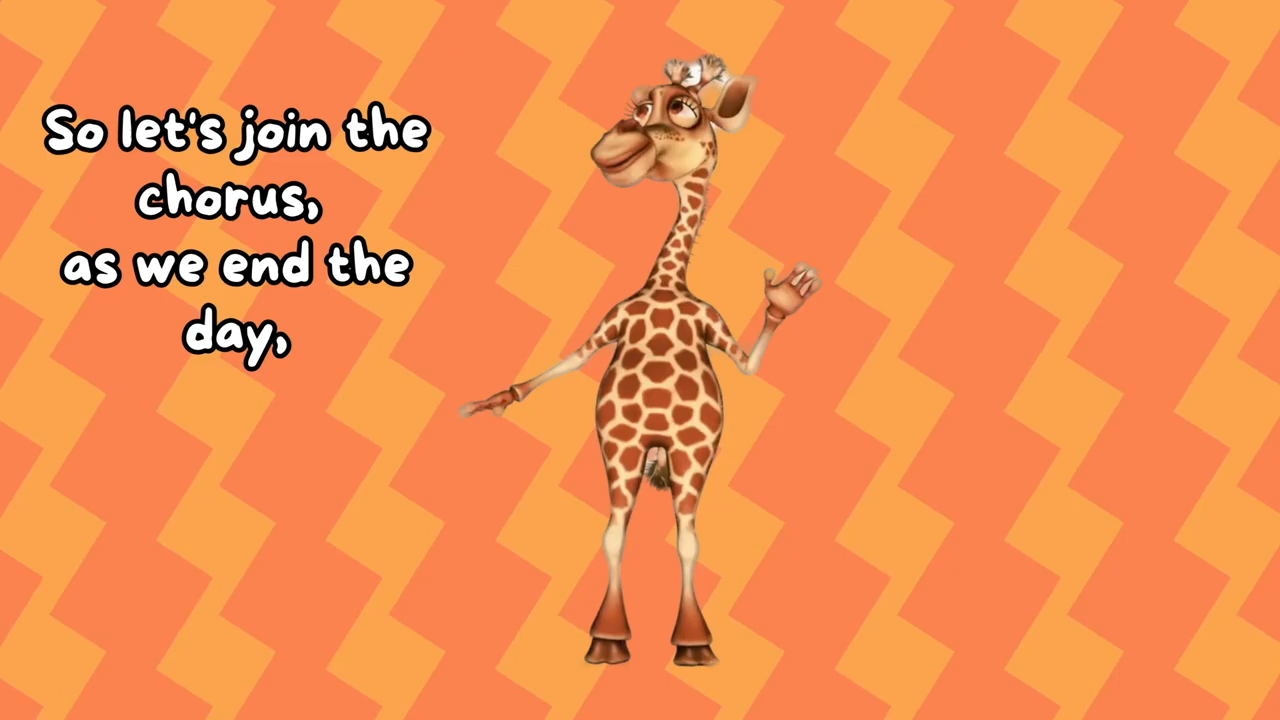 So let's join the
chorus,
as we end the
day,